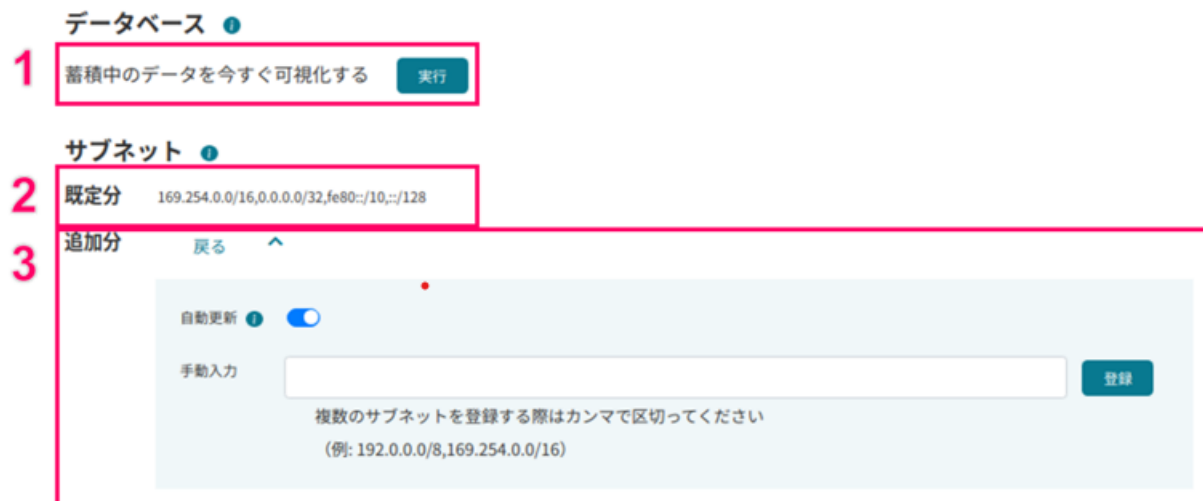 データベース
1
蓄積中のデータを今すぐ可視化する 実行
サブネット
2
既定分 169.254.0.0/16,0.0.0.0/32,fe80::/10,::/128
3
追加分 戻る
自動更新
手動入力 登録
複数のサブネットを登録する際はカンマで区切ってください
（例: 192.0.0.0/8,169.254.0.0/16）